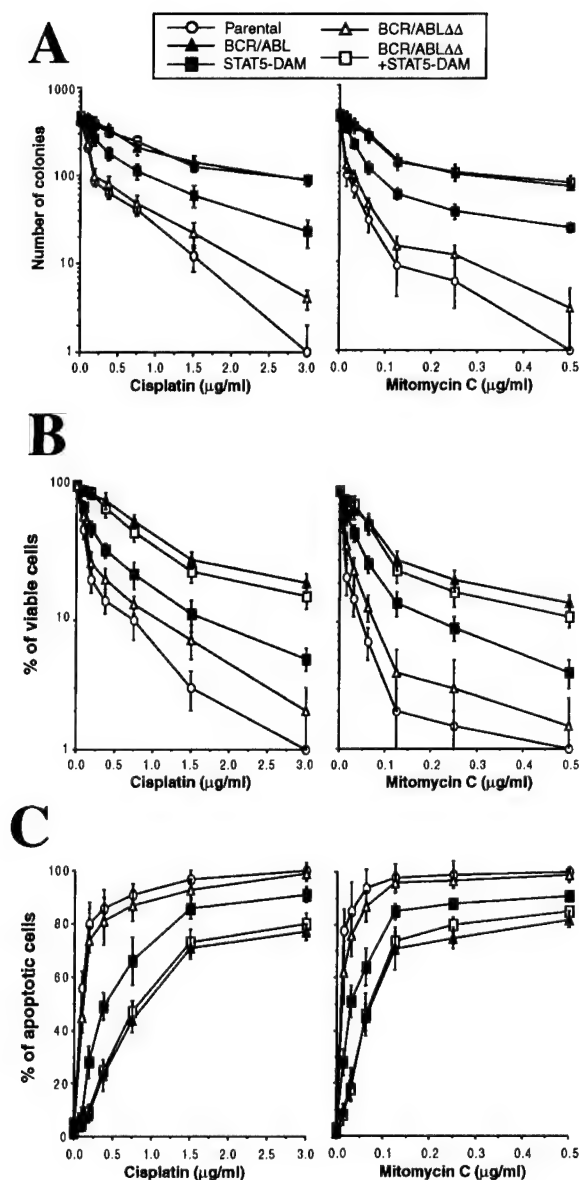 A
Parental
BCR/ABL
STAT5-DAM
BCR/ABLΔΔ
BCR/ABLΔΔ
+STAT5-DAM
Number of colonies
1000
100
10
1
0.0 0.5 1.0 1.5 2.0 2.5 3.0
Cisplatin (μg/ml)
0.0 0.1 0.2 0.3 0.4 0.5
Mitomycin C (μg/ml)
B
% of viable cells
100
10
1
0.0 0.5 1.0 1.5 2.0 2.5 3.0
Cisplatin (μg/ml)
0.0 0.1 0.2 0.3 0.4 0.5
Mitomycin C (μg/ml)
C
% of apoptotic cells
100
80
60
40
20
0
0.0 0.5 1.0 1.5 2.0 2.5 3.0
Cisplatin (μg/ml)
0.0 0.1 0.2 0.3 0.4 0.5
Mitomycin C (μg/ml)